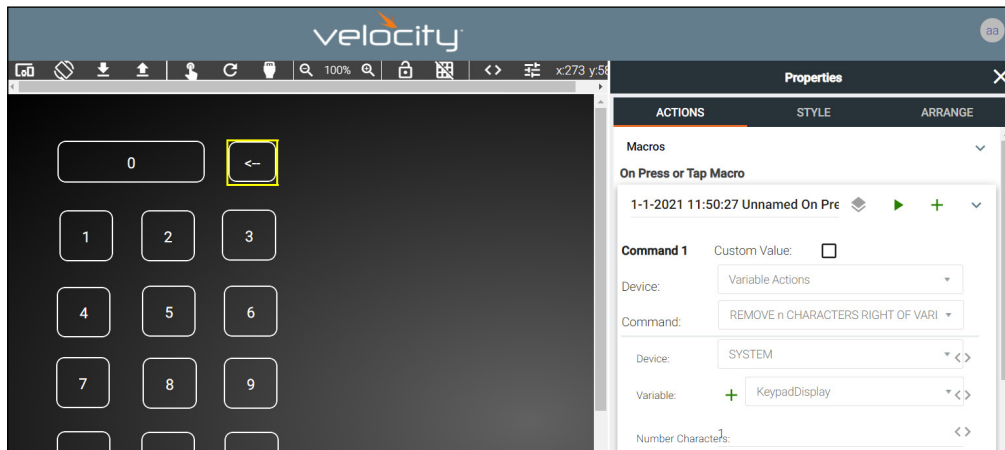 velocity
aa
100% x:273 y:58
Properties
ACTIONS STYLE ARRANGE
Macros
On Press or Tap Macro
1-1-2021 11:50:27 Unnamed On Pre
Command 1 Custom Value:
Device: Variable Actions
Command: REMOVE n CHARACTERS RIGHT OF VARI
Device: SYSTEM
Variable: KeypadDisplay
Number Characters: 1
0 <--
1 2 3
4 5 6
7 8 9